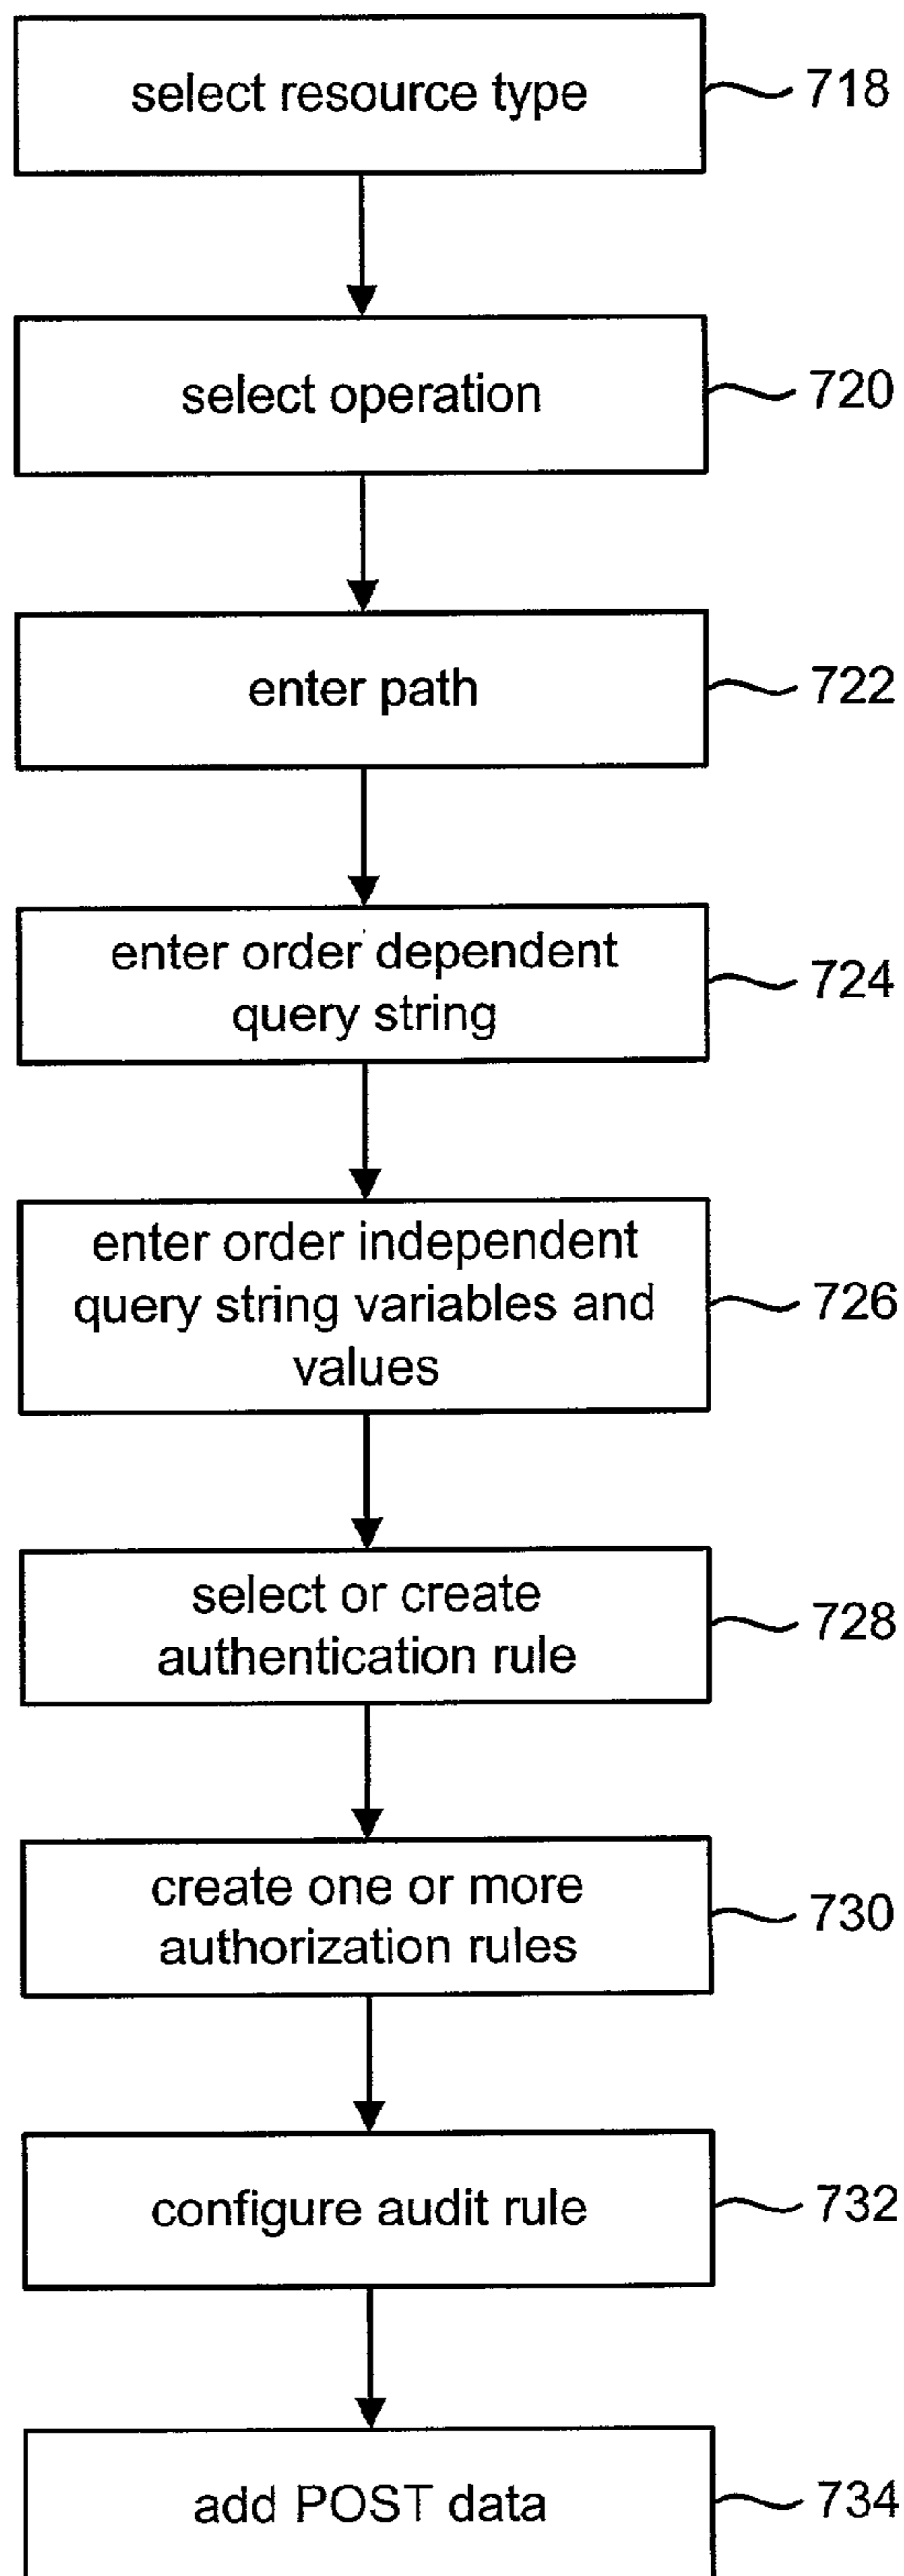 select resource type
718
select operation
720
enter path
722
enter order dependent
query string
724
enter order independent
query string variables and
values
726
select or create
authentication rule
728
create one or more
authorization rules
730
configure audit rule
732
add POST data
734